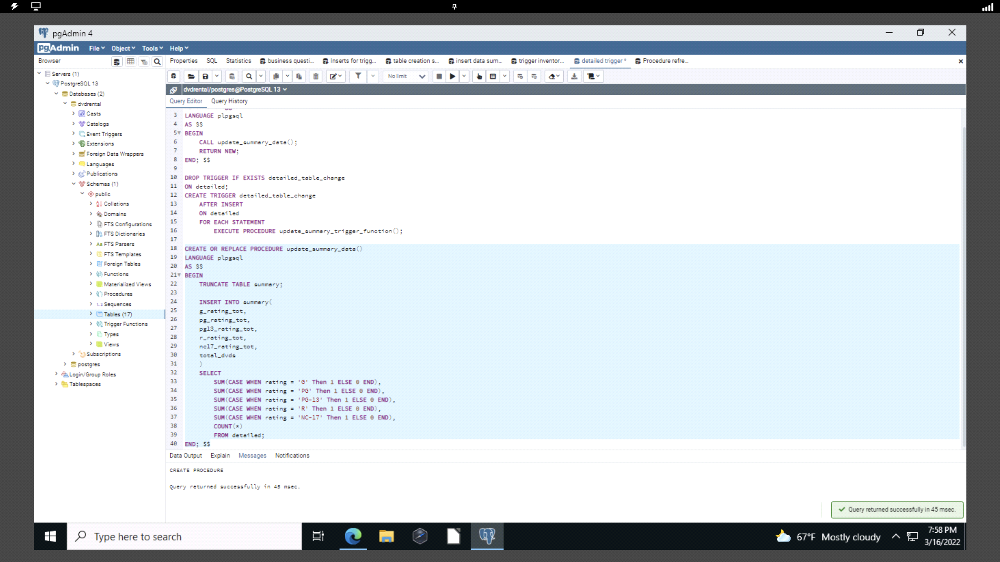 pgAdmin 4
pgAdmin File Object Tools Help
Browser Properties SQL Statistics business questi... Inserts for trigg... table creation s... insert data sum... trigger inventor... detailed trigger * Procedure refre...
No limit
dvdrental/postgres@PostgreSQL 13
Query Editor Query History
Servers (1)
PostgreSQL 13
Databases (2)
dvdrental
Casts
Catalogs
Event Triggers
Extensions
Foreign Data Wrappers
Languages
Publications
Schemas (1)
public
Collations
Domains
FTS Configurations
FTS Dictionaries
FTS Parsers
FTS Templates
Foreign Tables
Functions
Materialized Views
Procedures
Sequences
Tables (17)
Trigger Functions
Types
Views
Subscriptions
postgres
Login/Group Roles
Tablespaces
3 LANGUAGE plpgsql
4 AS $$
5 BEGIN
6 CALL update_summary_data();
7 RETURN NEW;
8 END; $$
9
10 DROP TRIGGER IF EXISTS detailed_table_change
11 ON detailed;
12 CREATE TRIGGER detailed_table_change
13 AFTER INSERT
14 ON detailed
15 FOR EACH STATEMENT
16 EXECUTE PROCEDURE update_summary_trigger_function();
17
18 CREATE OR REPLACE PROCEDURE update_summary_data()
19 LANGUAGE plpgsql
20 AS $$
21 BEGIN
22 TRUNCATE TABLE summary;
23
24 INSERT INTO summary(
25 g_rating_tot,
26 pg_rating_tot,
27 pg13_rating_tot,
28 r_rating_tot,
29 nc17_rating_tot,
30 total_dvds
31 )
32 SELECT
33 SUM(CASE WHEN rating = 'G' Then 1 ELSE 0 END),
34 SUM(CASE WHEN rating = 'PG' Then 1 ELSE 0 END),
35 SUM(CASE WHEN rating = 'PG-13' Then 1 ELSE 0 END),
36 SUM(CASE WHEN rating = 'R' Then 1 ELSE 0 END),
37 SUM(CASE WHEN rating = 'NC-17' Then 1 ELSE 0 END),
38 COUNT(*)
39 FROM detailed;
40 END; $$
Data Output Explain Messages Notifications
CREATE PROCEDURE
Query returned successfully in 45 msec.
Query returned successfully in 45 msec.
Type here to search
67°F Mostly cloudy
7:58 PM
3/16/2022